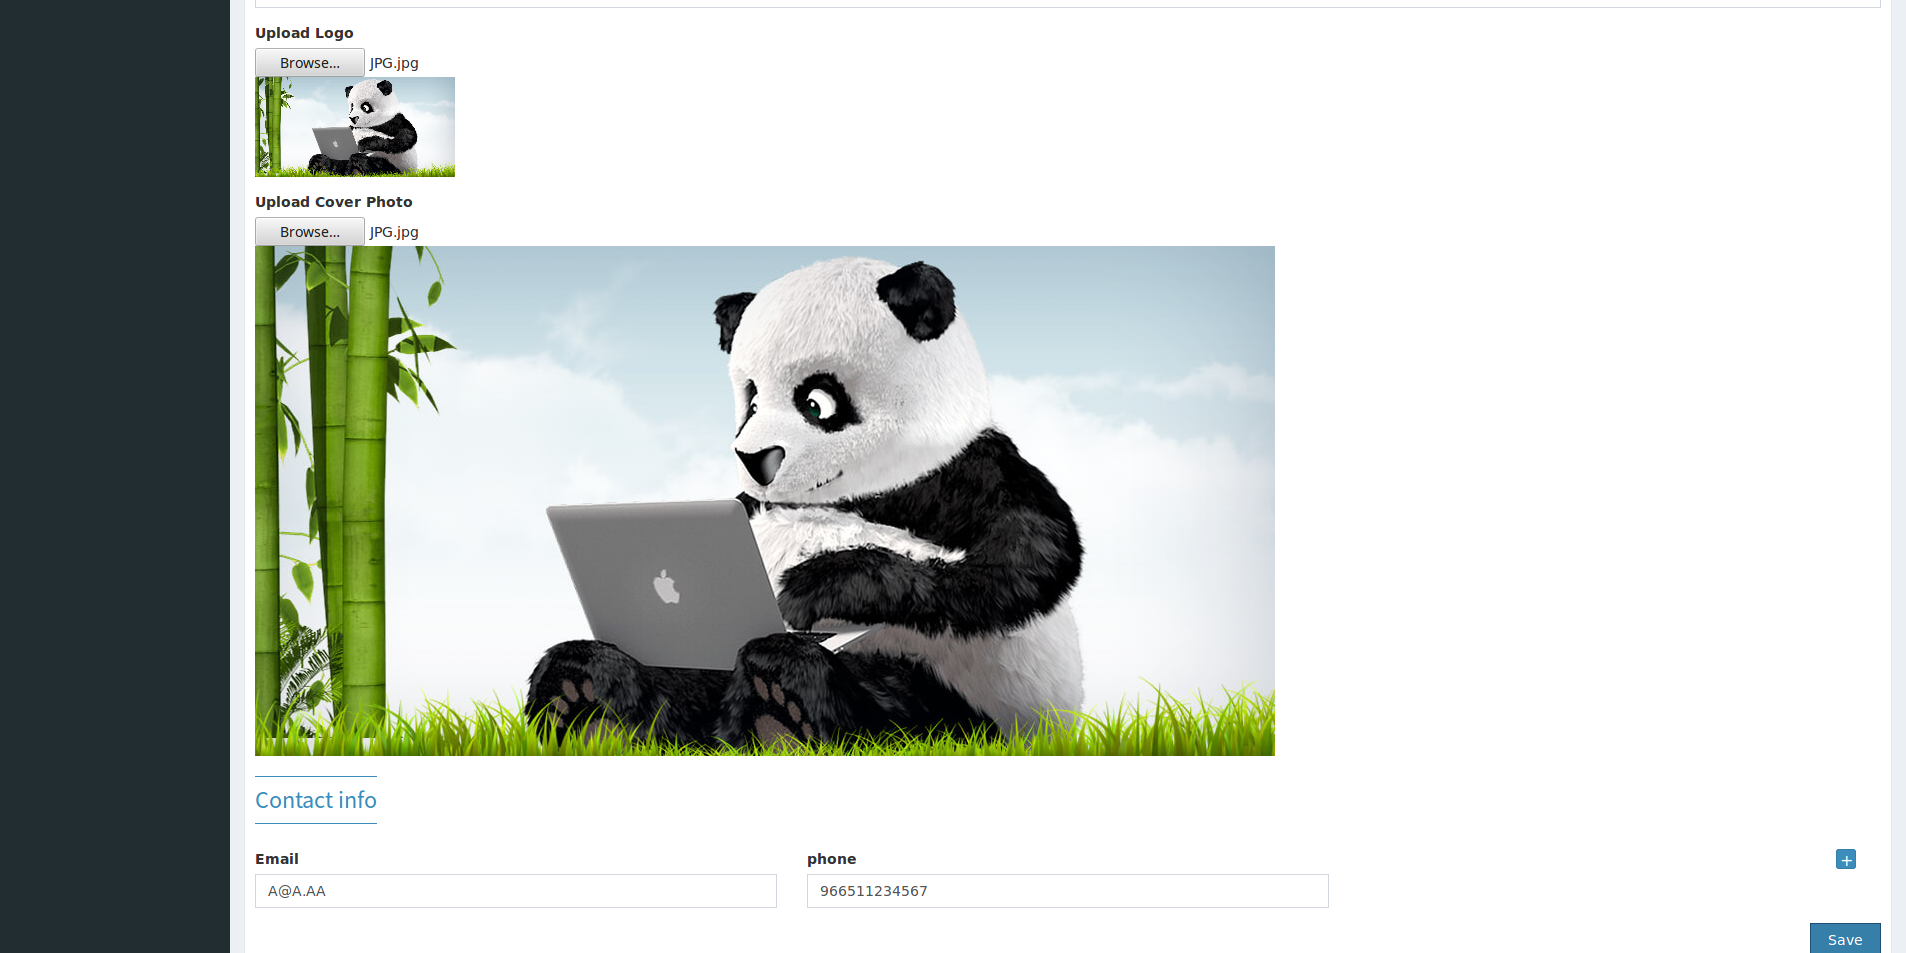 Upload Logo
Browse... JPG.jpg
Upload Cover Photo
Browse... JPG.jpg
Contact info
Email phone +
A@A.AA 966511234567
Save